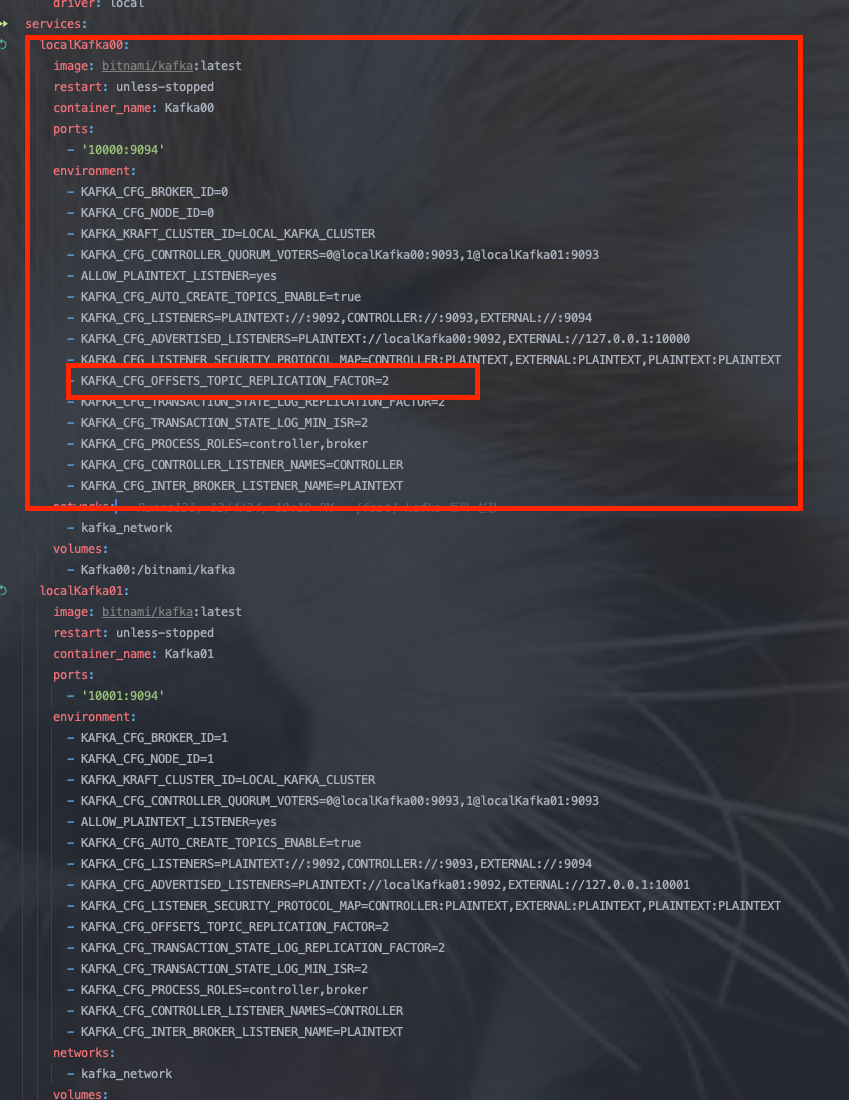 driver: local
services:
localKafka00:
image: bitnami/kafka:latest
restart: unless-stopped
container_name: Kafka00
ports:
- '10000:9094'
environment:
- KAFKA_CFG_BROKER_ID=0
- KAFKA_CFG_NODE_ID=0
- KAFKA_KRAFT_CLUSTER_ID=LOCAL_KAFKA_CLUSTER
- KAFKA_CFG_CONTROLLER_QUORUM_VOTERS=0@localKafka00:9093,1@localKafka01:9093
- ALLOW_PLAINTEXT_LISTENER=yes
- KAFKA_CFG_AUTO_CREATE_TOPICS_ENABLE=true
- KAFKA_CFG_LISTENERS=PLAINTEXT://:9092,CONTROLLER://:9093,EXTERNAL://:9094
- KAFKA_CFG_ADVERTISED_LISTENERS=PLAINTEXT://localKafka00:9092,EXTERNAL://127.0.0.1:10000
- KAFKA_CFG_LISTENER_SECURITY_PROTOCOL_MAP=CONTROLLER:PLAINTEXT,EXTERNAL:PLAINTEXT,PLAINTEXT:PLAINTEXT
- KAFKA_CFG_OFFSETS_TOPIC_REPLICATION_FACTOR=2
- KAFKA_CFG_TRANSACTION_STATE_LOG_REPLICATION_FACTOR=2
- KAFKA_CFG_TRANSACTION_STATE_LOG_MIN_ISR=2
- KAFKA_CFG_PROCESS_ROLES=controller,broker
- KAFKA_CFG_CONTROLLER_LISTENER_NAMES=CONTROLLER
- KAFKA_CFG_INTER_BROKER_LISTENER_NAME=PLAINTEXT
networks:
- kafka_network
volumes:
- Kafka00:/bitnami/kafka
localKafka01:
image: bitnami/kafka:latest
restart: unless-stopped
container_name: Kafka01
ports:
- '10001:9094'
environment:
- KAFKA_CFG_BROKER_ID=1
- KAFKA_CFG_NODE_ID=1
- KAFKA_KRAFT_CLUSTER_ID=LOCAL_KAFKA_CLUSTER
- KAFKA_CFG_CONTROLLER_QUORUM_VOTERS=0@localKafka00:9093,1@localKafka01:9093
- ALLOW_PLAINTEXT_LISTENER=yes
- KAFKA_CFG_AUTO_CREATE_TOPICS_ENABLE=true
- KAFKA_CFG_LISTENERS=PLAINTEXT://:9092,CONTROLLER://:9093,EXTERNAL://:9094
- KAFKA_CFG_ADVERTISED_LISTENERS=PLAINTEXT://localKafka01:9092,EXTERNAL://127.0.0.1:10001
- KAFKA_CFG_LISTENER_SECURITY_PROTOCOL_MAP=CONTROLLER:PLAINTEXT,EXTERNAL:PLAINTEXT,PLAINTEXT:PLAINTEXT
- KAFKA_CFG_OFFSETS_TOPIC_REPLICATION_FACTOR=2
- KAFKA_CFG_TRANSACTION_STATE_LOG_REPLICATION_FACTOR=2
- KAFKA_CFG_TRANSACTION_STATE_LOG_MIN_ISR=2
- KAFKA_CFG_PROCESS_ROLES=controller,broker
- KAFKA_CFG_CONTROLLER_LISTENER_NAMES=CONTROLLER
- KAFKA_CFG_INTER_BROKER_LISTENER_NAME=PLAINTEXT
networks:
- kafka_network
volumes: